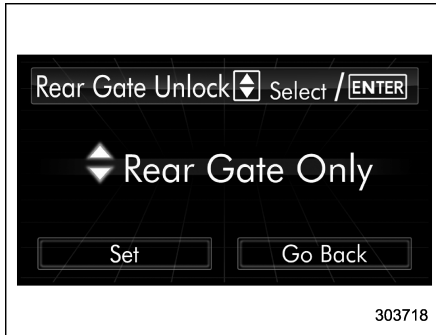 Rear Gate Unlock Select / ENTER
Rear Gate Only
Set Go Back
303718